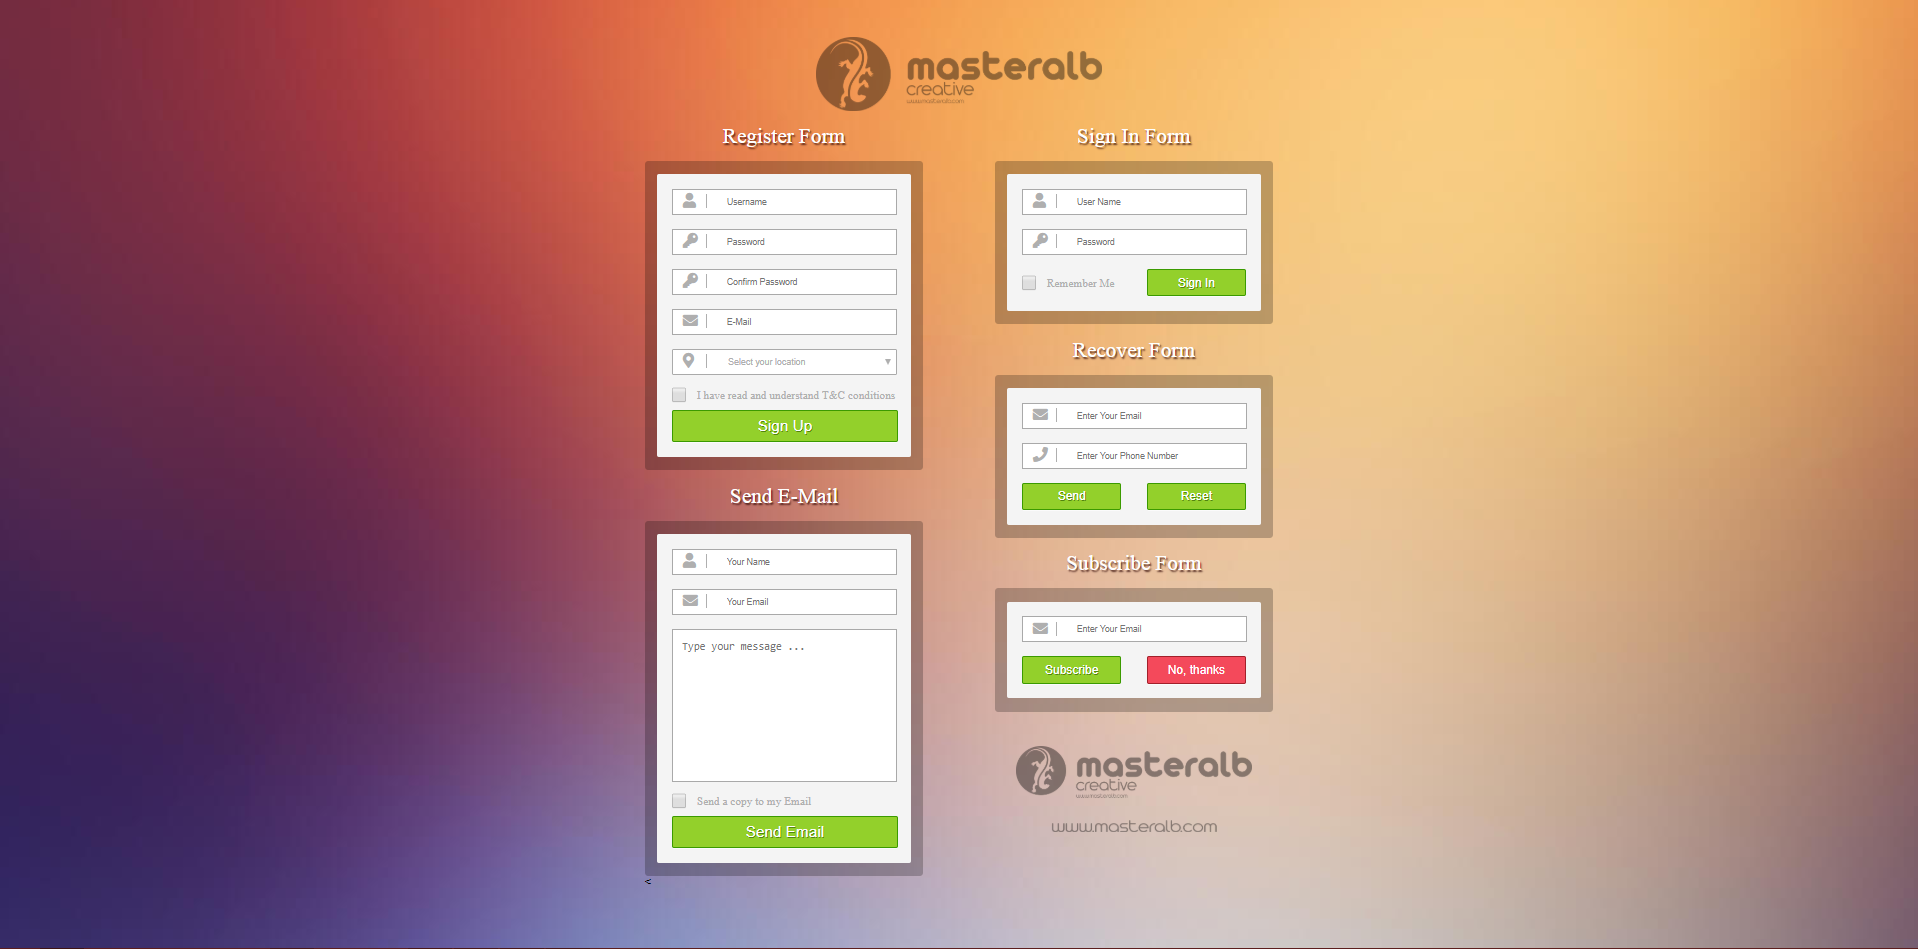 masteralb
creative
www.masteralb.com
Register Form
Username
Password
Confirm Password
E-Mail
Select your location
I have read and understand T&C conditions
Sign Up
Send E-Mail
Your Name
Your Email
Type your message ...
Send a copy to my Email
Send Email
<
Sign In Form
User Name
Password
Remember Me
Sign In
Recover Form
Enter Your Email
Enter Your Phone Number
Send
Reset
Subscribe Form
Enter Your Email
Subscribe
No, thanks
masteralb
creative
www.masteralb.com
www.masteralb.com